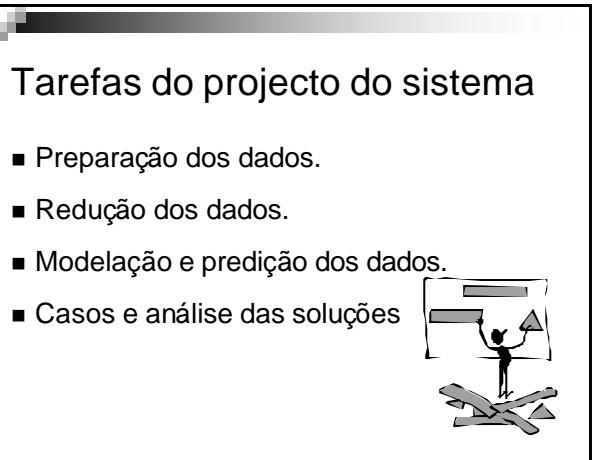 Tarefas do projecto do sistema
Preparação dos dados.
Redução dos dados.
Modelação e predição dos dados.
Casos e análise das soluções